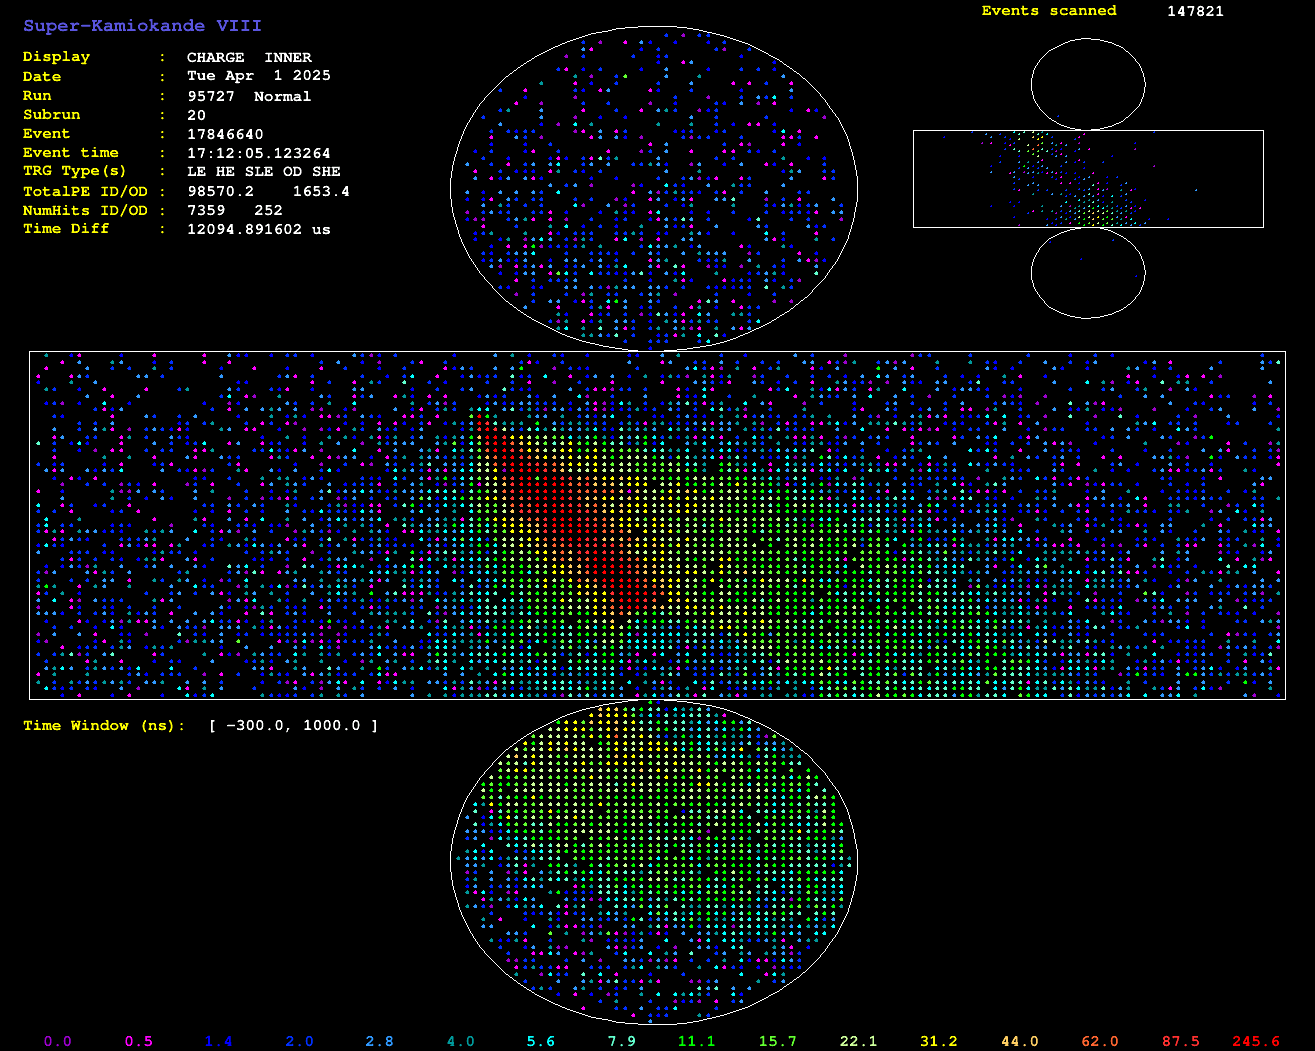 Super-Kamiokande VIII
Events scanned 147821
Display : CHARGE INNER
Date : Tue Apr 1 2025
Run : 95727 Normal
Subrun : 20
Event : 17846640
Event time : 17:12:05.123264
TRG Type(s) : LE HE SLE OD SHE
TotalPE ID/OD : 98570.2 1653.4
NumHits ID/OD : 7359 252
Time Diff : 12094.891602 us
Time Window (ns): [ -300.0, 1000.0 ]
0.0 0.5 1.4 2.0 2.8 4.0 5.6 7.9 11.1 15.7 22.1 31.2 44.0 62.0 87.5 245.6